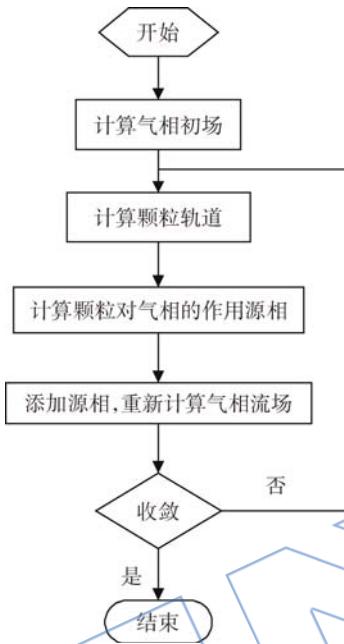 开始
计算气相初场
计算颗粒轨道
计算颗粒对气相的作用源相
添加源相,重新计算气相流场
收敛
否
是
结束